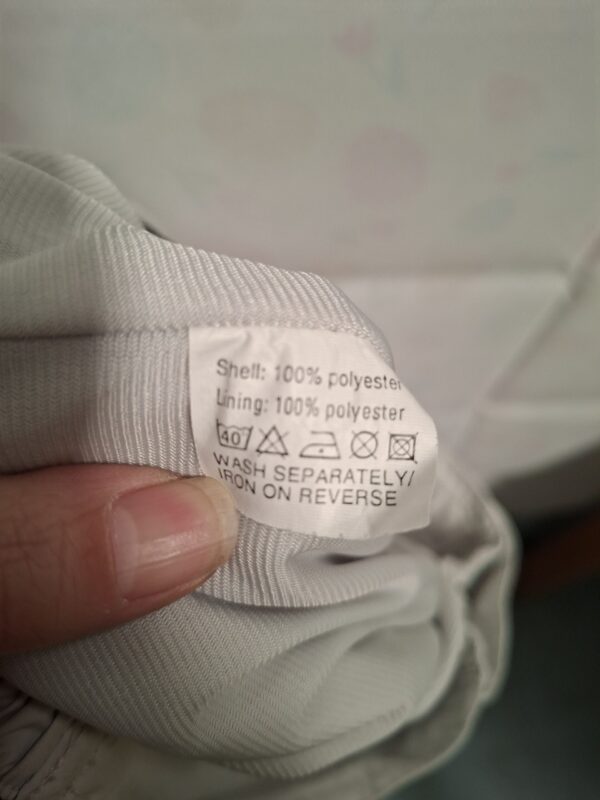 Shell: 100% polyester
Lining: 100% polyester
40
WASH SEPARATELY/
IRON ON REVERSE